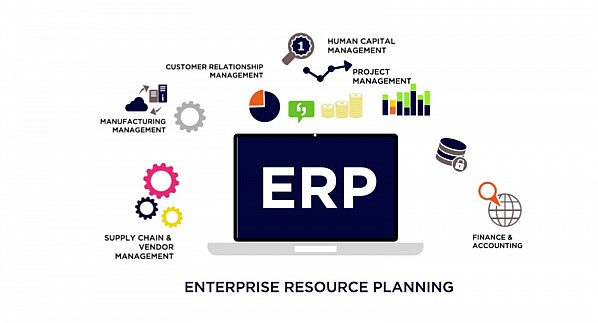 1
HUMAN CAPITAL
MANAGEMENT
CUSTOMER RELATIONSHIP
MANAGEMENT
PROJECT
MANAGEMENT
MANUFACTURING
MANAGEMENT
ERP
SUPPLY CHAIN &
VENDOR
MANAGEMENT
FINANCE &
ACCOUNTING
ENTERPRISE RESOURCE PLANNING